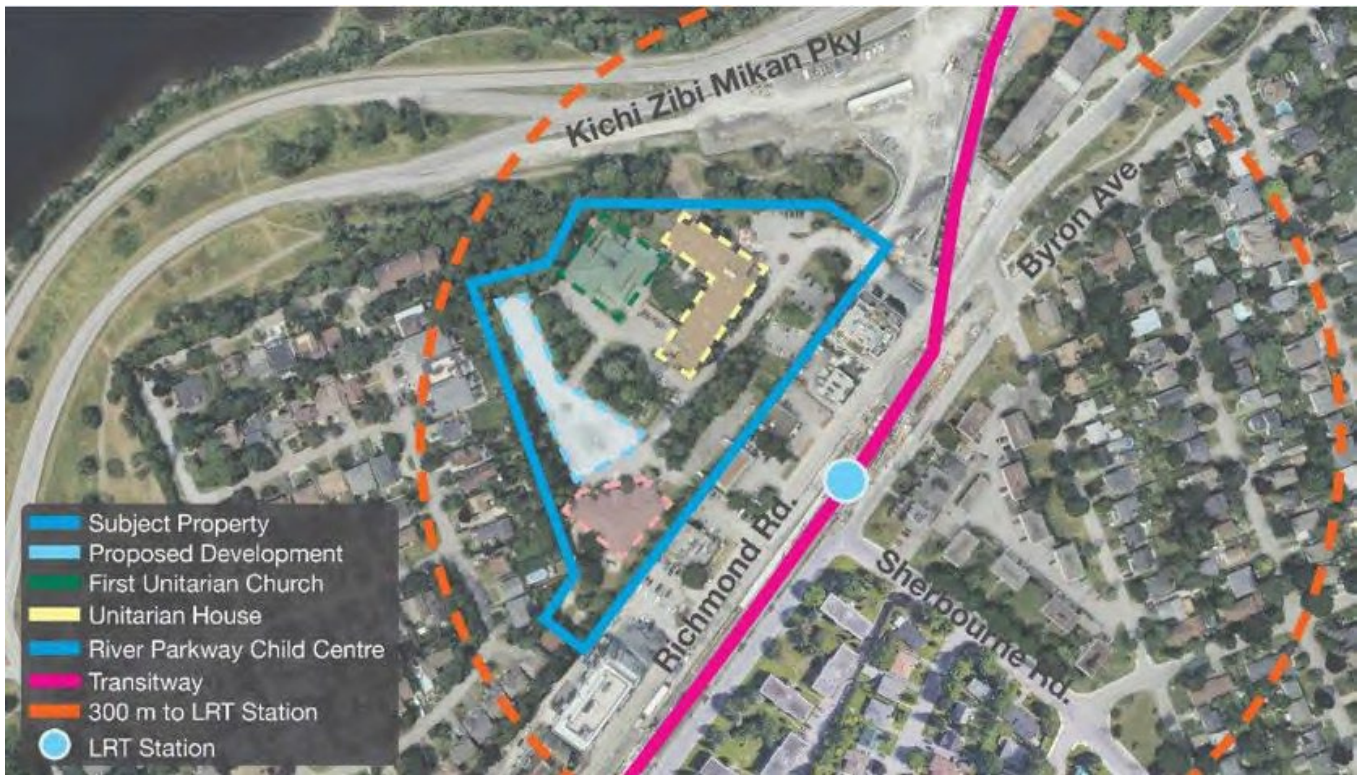 Kichi Zibi Mikan Pky
Byron Ave.
Richmond Rd.
Sherbourne Rd.
Subject Property
Proposed Development
First Unitarian Church
Unitarian House
River Parkway Child Centre
Transitway
300 m to LRT Station
LRT Station